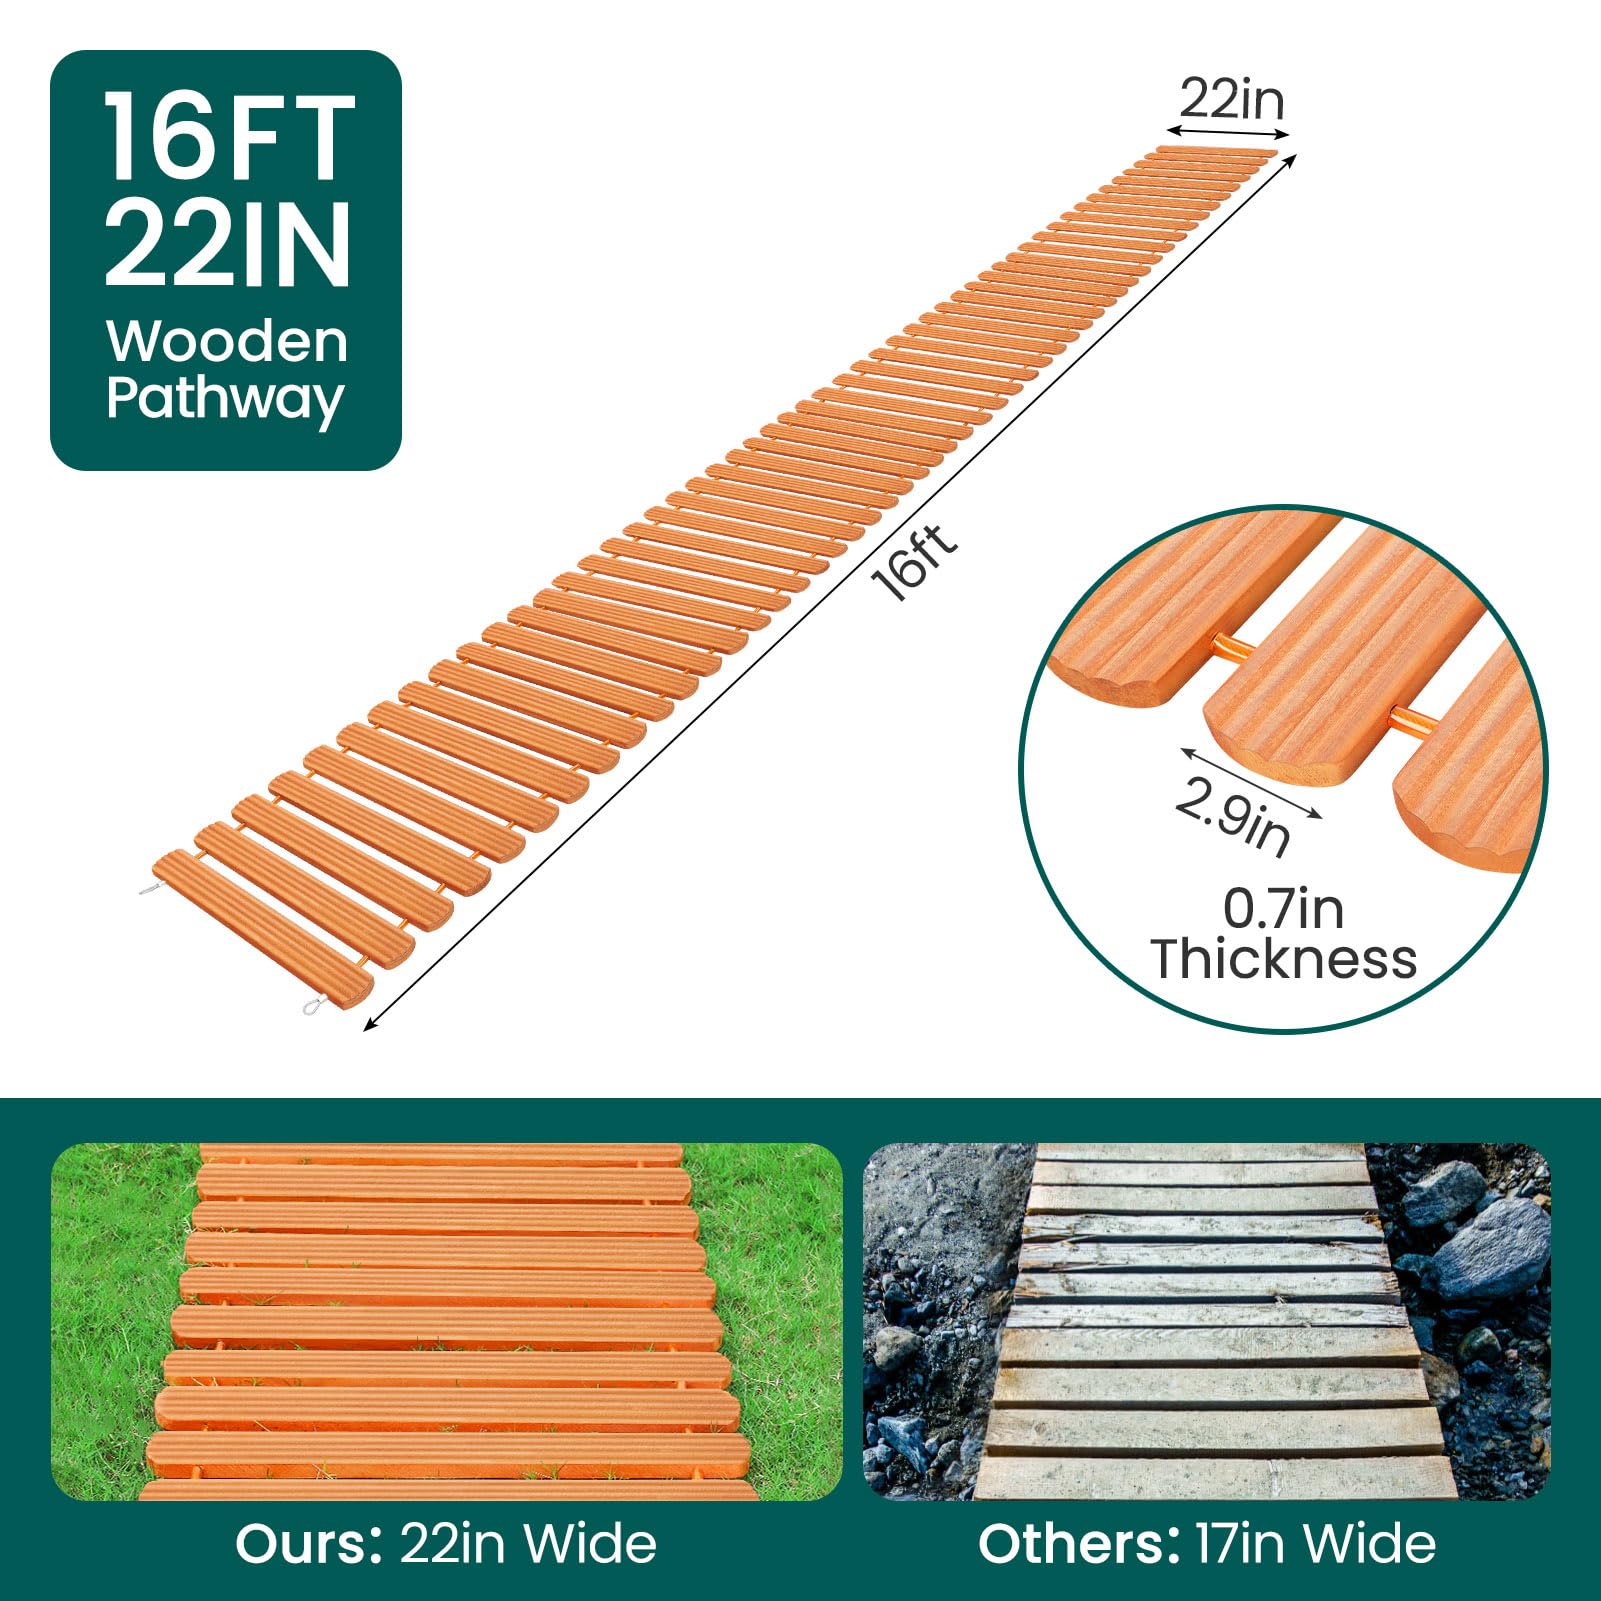 16FT
22IN
Wooden
Pathway
22in
16ft
2.9in
0.7in
Thickness
Ours: 22in Wide
Others: 17in Wide